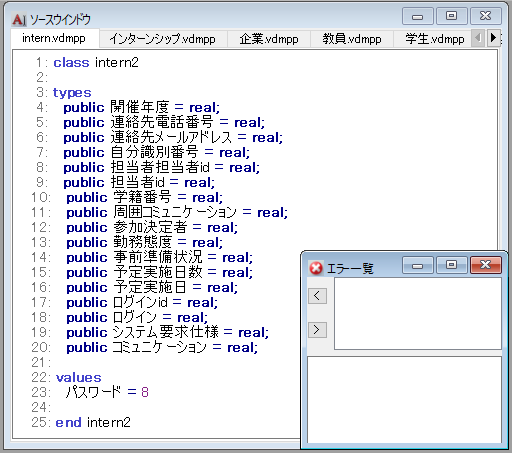 ソースウィンドウ
intern.vdmpp インターンシップ.vdmpp 企業.vdmpp 教員.vdmpp 学生.vdmpp
1: class intern2
2:
3: types
4: public 開催年度 = real;
5: public 連絡先電話番号 = real;
6: public 連絡先メールアドレス = real;
7: public 自分識別番号 = real;
8: public 担当者担当者id = real;
9: public 担当者id = real;
10: public 学籍番号 = real;
11: public 周囲コミュニケーション = real;
12: public 参加決定者 = real;
13: public 勤務態度 = real;
14: public 事前準備状況 = real;
15: public 予定実施日数 = real;
16: public 予定実施日 = real;
17: public ログインid = real;
18: public ログイン = real;
19: public システム要求仕様 = real;
20: public コミュニケーション = real;
21:
22: values
23: パスワード = 8
24:
25: end intern2
エラー一覧
<
>